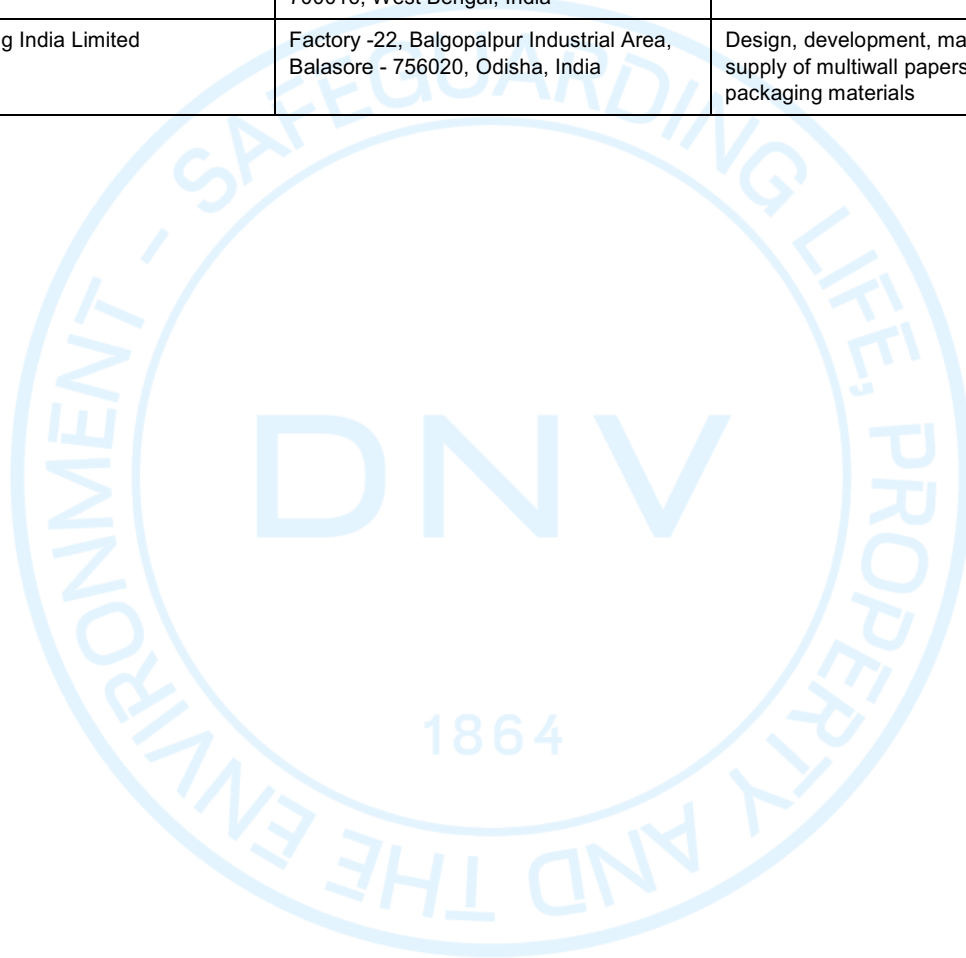 West Bengal, India
g India Limited
Factory -22, Balgopalpur Industrial Area,
Balasore - 756020, Odisha, India
Design, development, ma
supply of multiwall papers
packaging materials
SAFEGUARDING LIFE, PROPERTY AND THE ENVIRONMENT -
DNV
1864